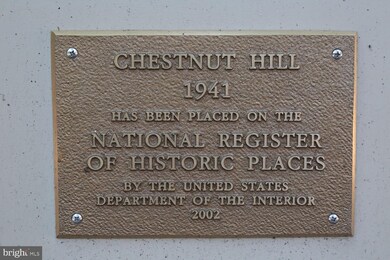 CHESTNUT HILL
1941
HAS BEEN PLACED ON THE
NATIONAL REGISTER
OF HISTORIC PLACES
BY THE UNITED STATES
DEPARTMENT OF THE INTERIOR
2002
bright MLS